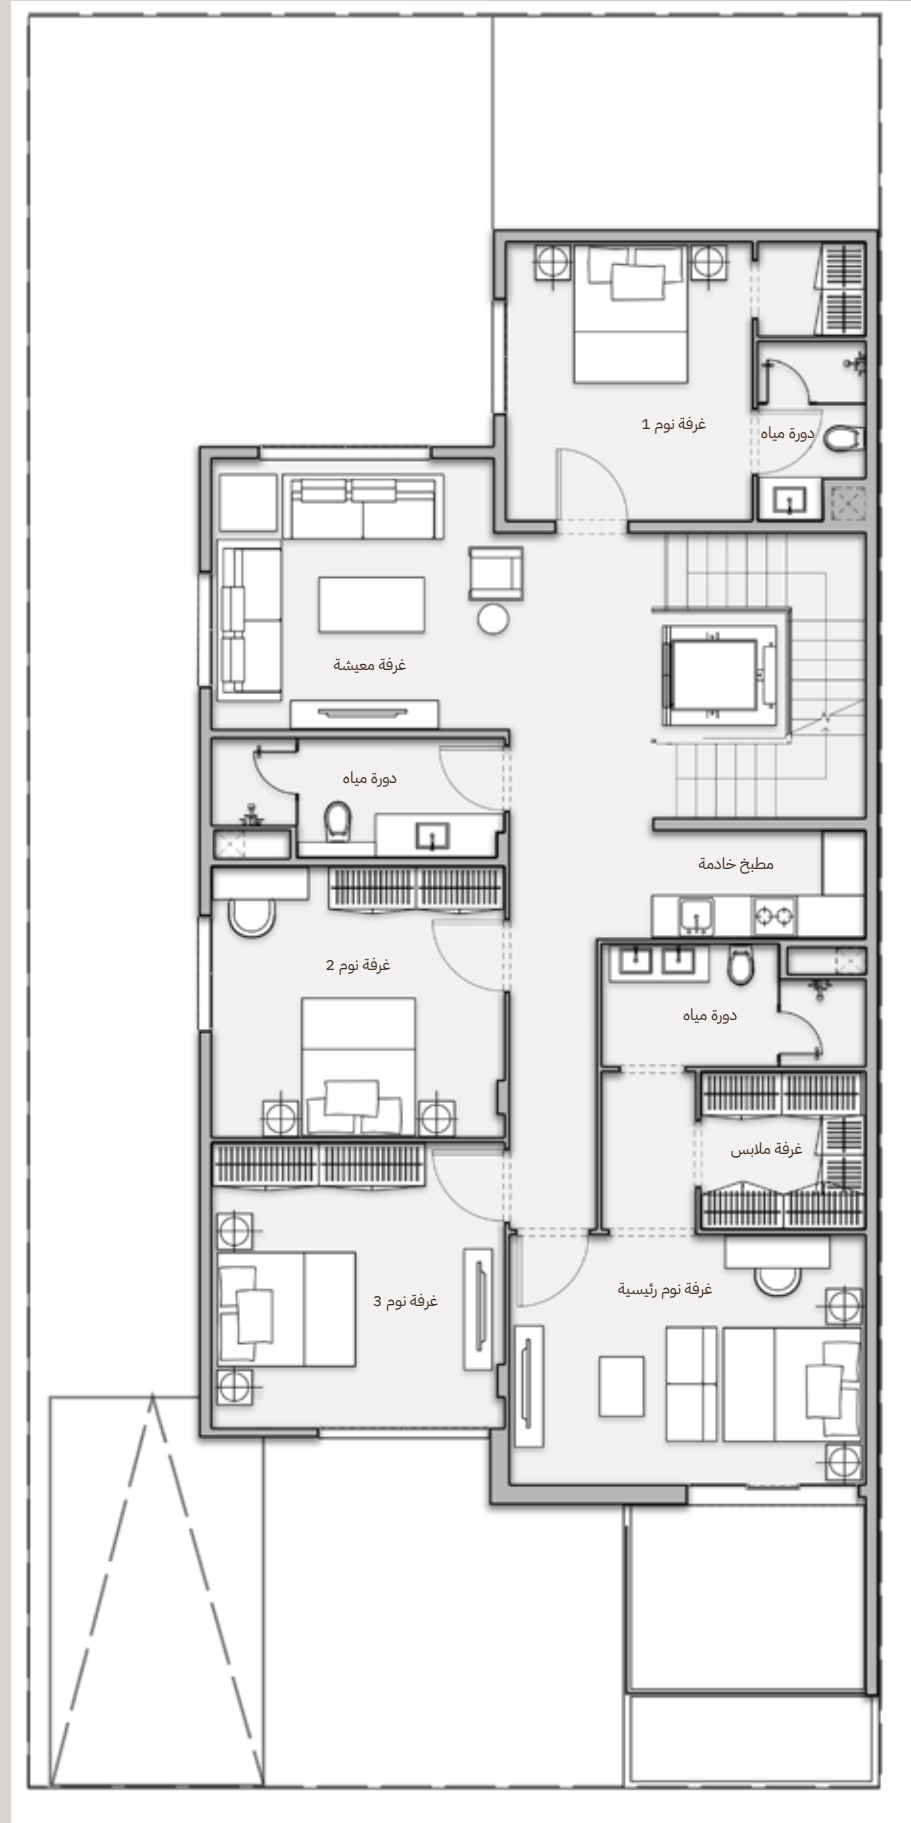 غرفة نوم 1
دورة مياه
غرفة معيشة
دورة مياه
مطبخ خادمة
غرفة نوم 2
دورة مياه
غرفة ملابس
غرفة نوم رئيسية
غرفة نوم 3